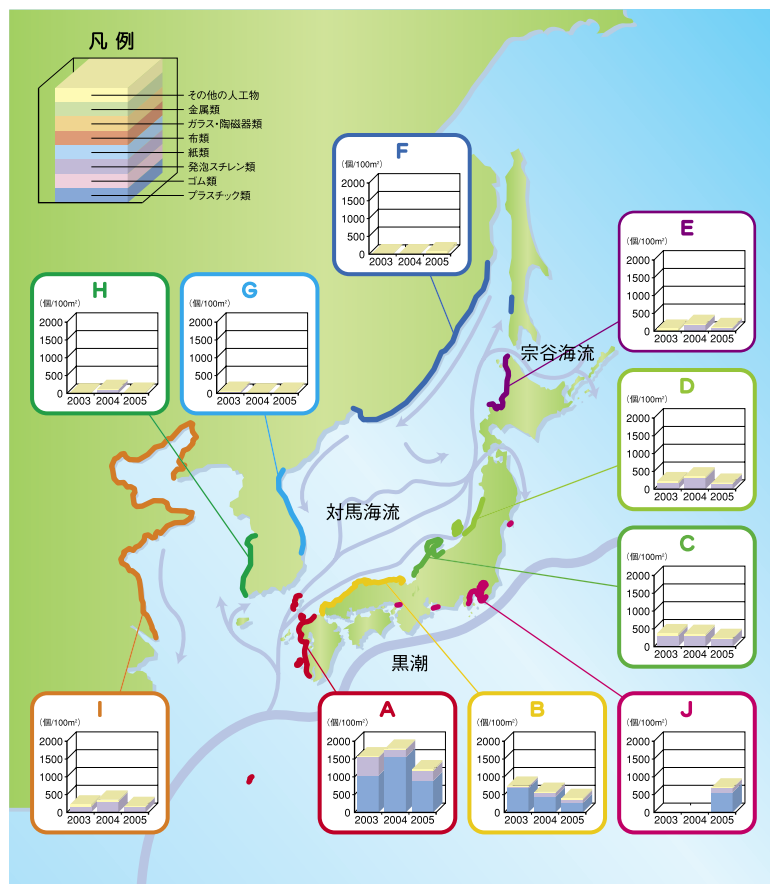 凡 例
その他の人工物
金属類
ガラス・陶磁器類
布類
紙類
発泡スチレン類
ゴム類
プラスチック類
F
（個/100m²）
2000
1500
1000
500
0
2003 2004 2005
E
（個/100m²）
2000
1500
1000
500
0
2003 2004 2005
H
（個/100m²）
2000
1500
1000
500
0
2003 2004 2005
G
（個/100m²）
2000
1500
1000
500
0
2003 2004 2005
宗谷海流
D
（個/100m²）
2000
1500
1000
500
0
2003 2004 2005
対馬海流
C
（個/100m²）
2000
1500
1000
500
0
2003 2004 2005
黒潮
I
（個/100m²）
2000
1500
1000
500
0
2003 2004 2005
A
（個/100m²）
2000
1500
1000
500
0
2003 2004 2005
B
（個/100m²）
2000
1500
1000
500
0
2003 2004 2005
J
（個/100m²）
2000
1500
1000
500
0
2003 2004 2005